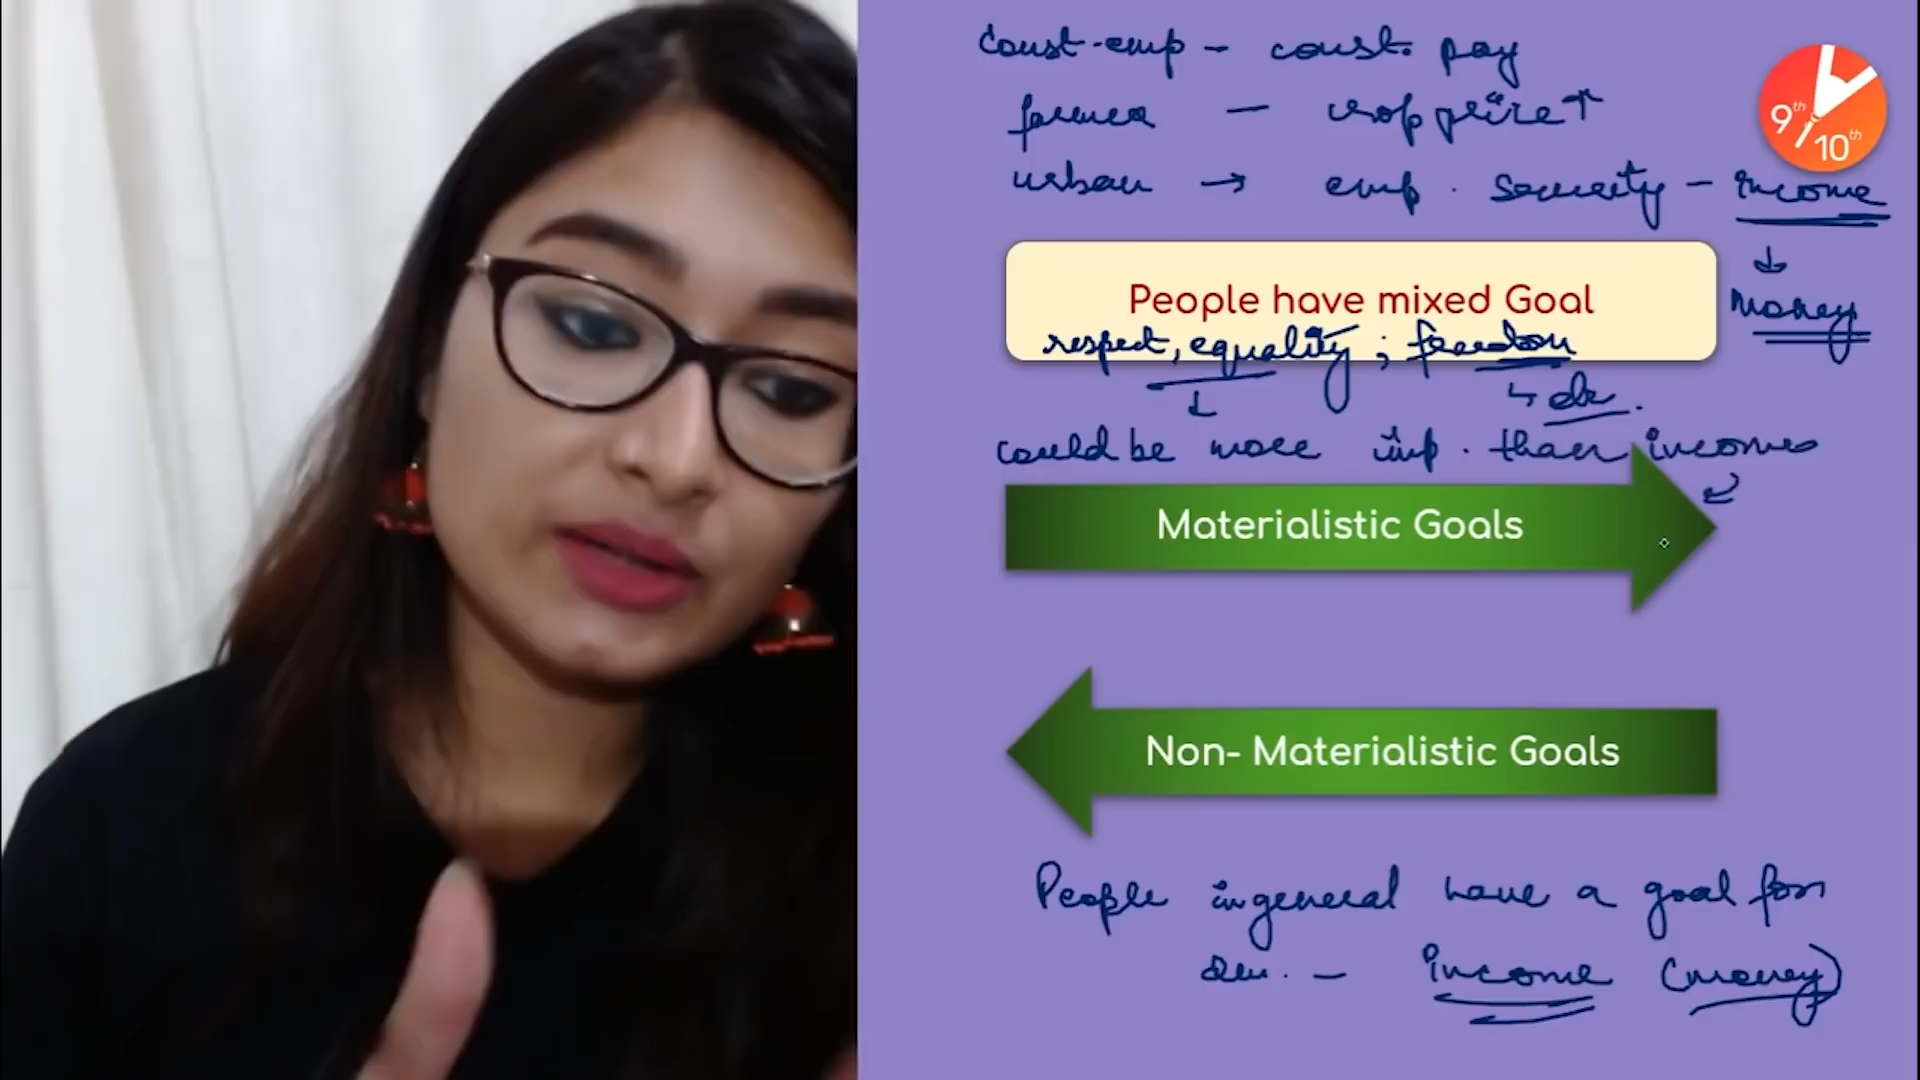 const-emp - const. pay
farmer - crop price ↑
urban → emp. security - income
↓
money
People have mixed Goal
respect, equality ; freedom
↓
could be more imp. than income
Materialistic Goals
Non- Materialistic Goals
People in general have a goal for
dev. - income (money)
9th
10th